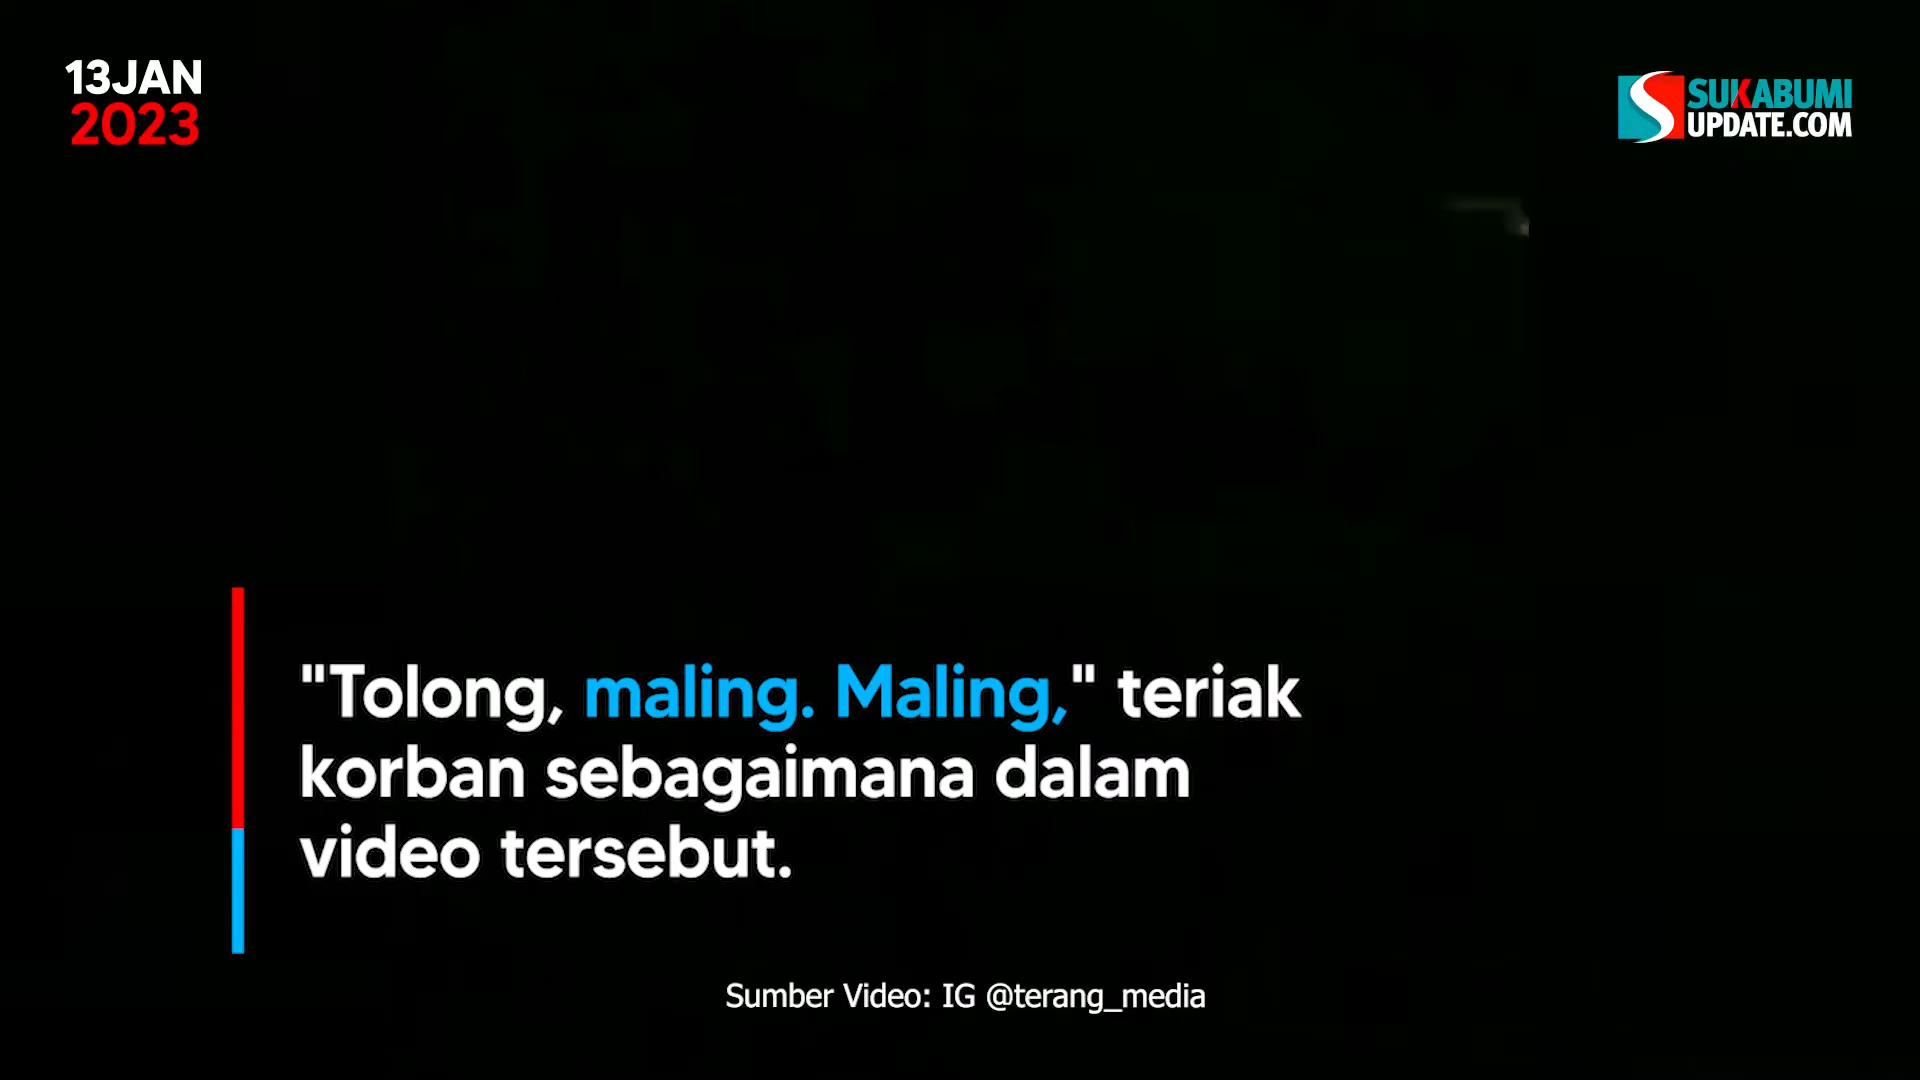 13JAN
2023
SUKABUMI
UPDATE.COM
"Tolong, maling. Maling," teriak
korban sebagaimana dalam
video tersebut.
Sumber Video: IG @terang_media